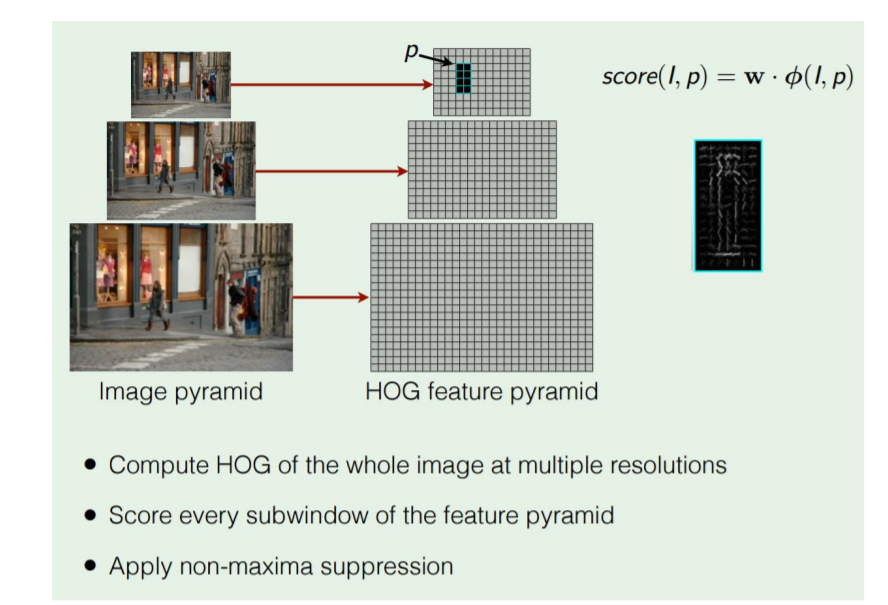 p
score(I, p) = w · ϕ(I, p)
Image pyramid
HOG feature pyramid
• Compute HOG of the whole image at multiple resolutions
• Score every subwindow of the feature pyramid
• Apply non-maxima suppression